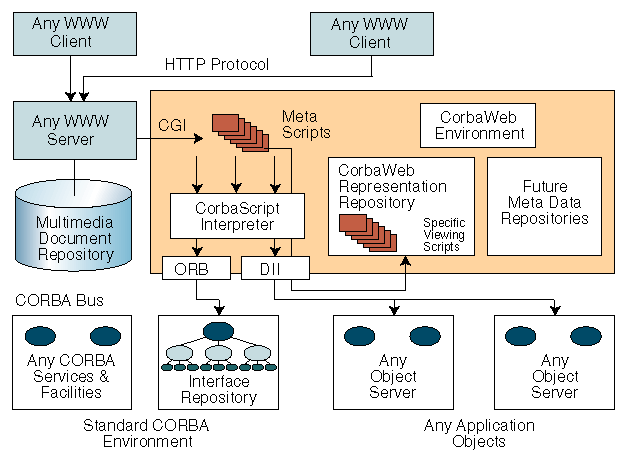 Any WWW
Client
Any WWW
Client
HTTP Protocol
Any WWW
Server
CGI
Meta
Scripts
CorbaWeb
Environment
CorbaWeb
Representation
Repository
Specific
Viewing
Scripts
Future
Meta Data
Repositories
CorbaScript
Interpreter
Multimedia
Document
Repository
ORB
DII
CORBA Bus
Any CORBA
Services &
Facilities
Interface
Repository
Any
Object
Server
Any
Object
Server
Standard CORBA
Environment
Any Application
Objects